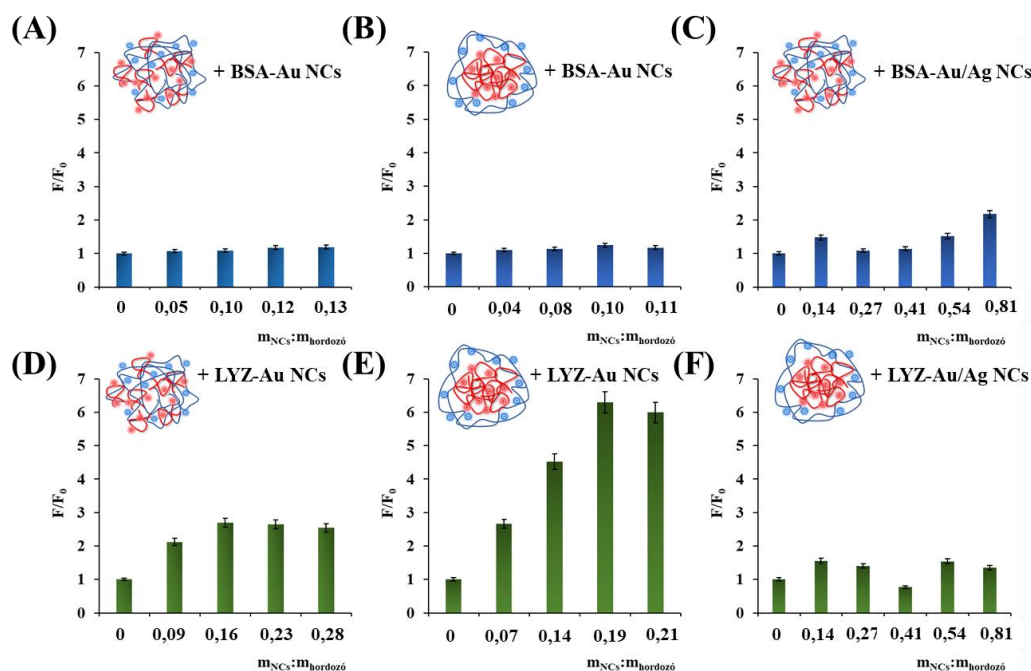 (A)
+ BSA-Au NCs
F/F0
7
6
5
4
3
2
1
0
0 0,05 0,10 0,12 0,13
mNCs:mhordozó
(B)
+ BSA-Au NCs
F/F0
7
6
5
4
3
2
1
0
0 0,04 0,08 0,10 0,11
mNCs:mhordozó
(C)
+ BSA-Au/Ag NCs
F/F0
7
6
5
4
3
2
1
0
0 0,14 0,27 0,41 0,54 0,81
mNCs:mhordozó
(D)
+ LYZ-Au NCs
F/F0
7
6
5
4
3
2
1
0
0 0,09 0,16 0,23 0,28
mNCs:mhordozó
(E)
+ LYZ-Au NCs
F/F0
7
6
5
4
3
2
1
0
0 0,07 0,14 0,19 0,21
mNCs:mhordozó
(F)
+ LYZ-Au/Ag NCs
F/F0
7
6
5
4
3
2
1
0
0 0,14 0,27 0,41 0,54 0,81
mNCs:mhordozó